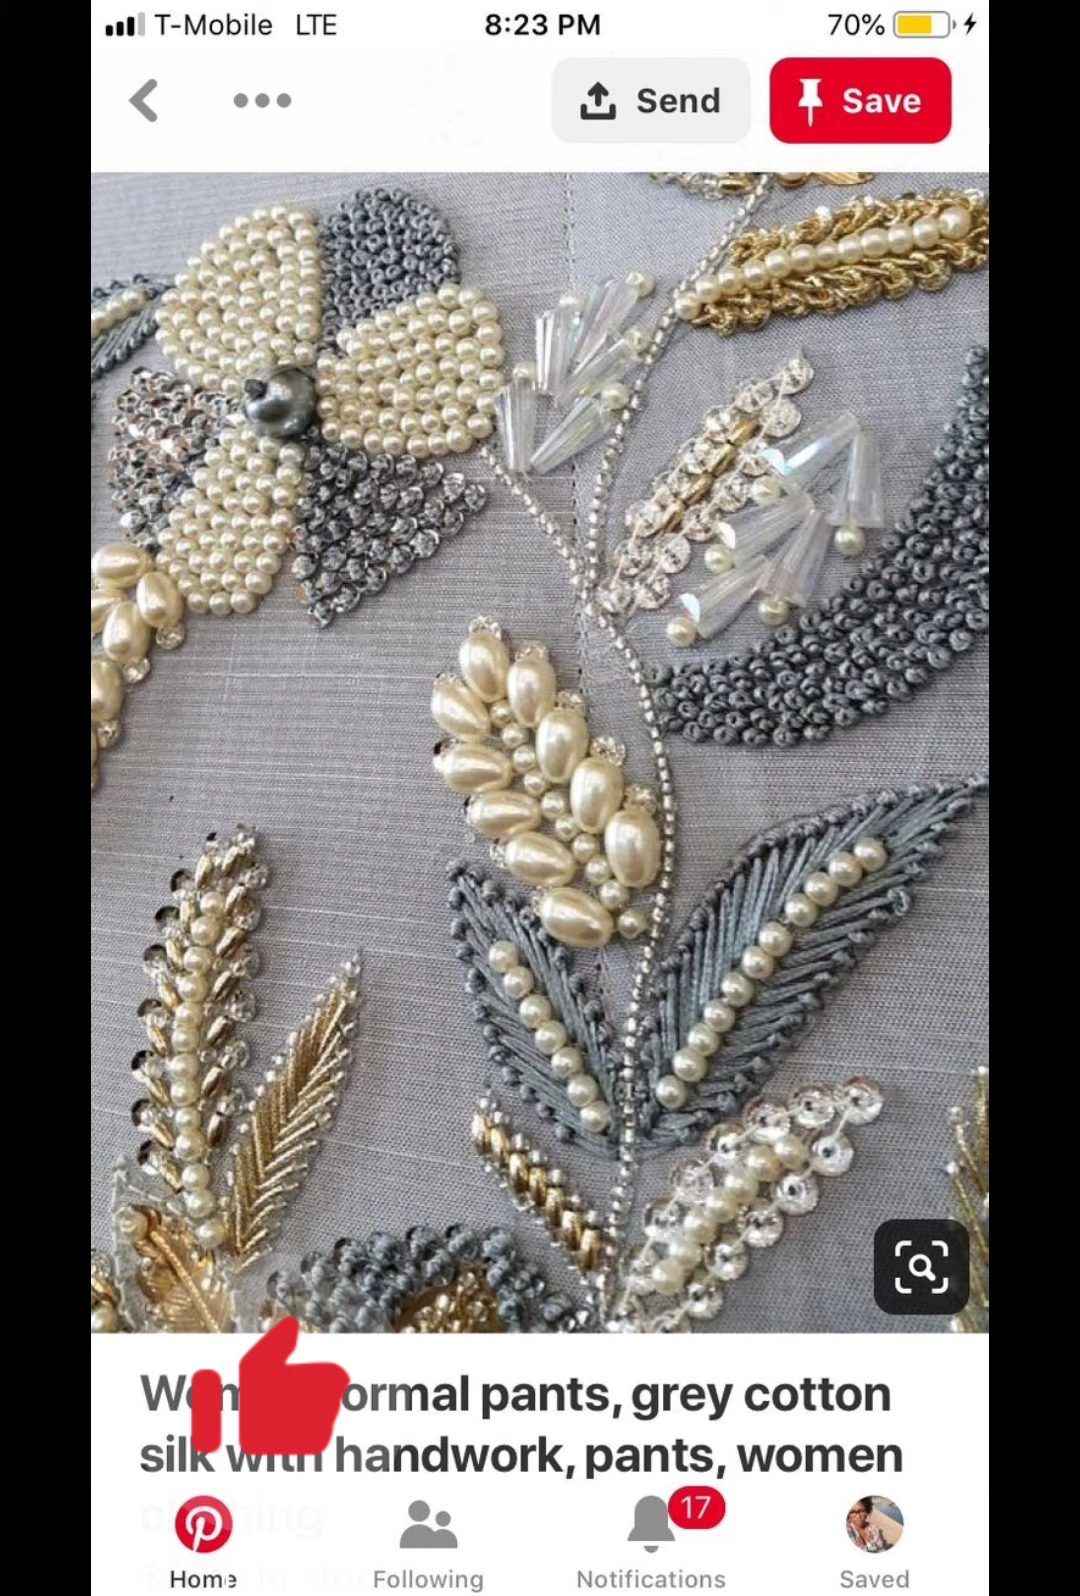 T-Mobile LTE 8:23 PM 70%
Send Save
ormal pants, grey cotton
silk with handwork, pants, women
17
Home Following Notifications Saved